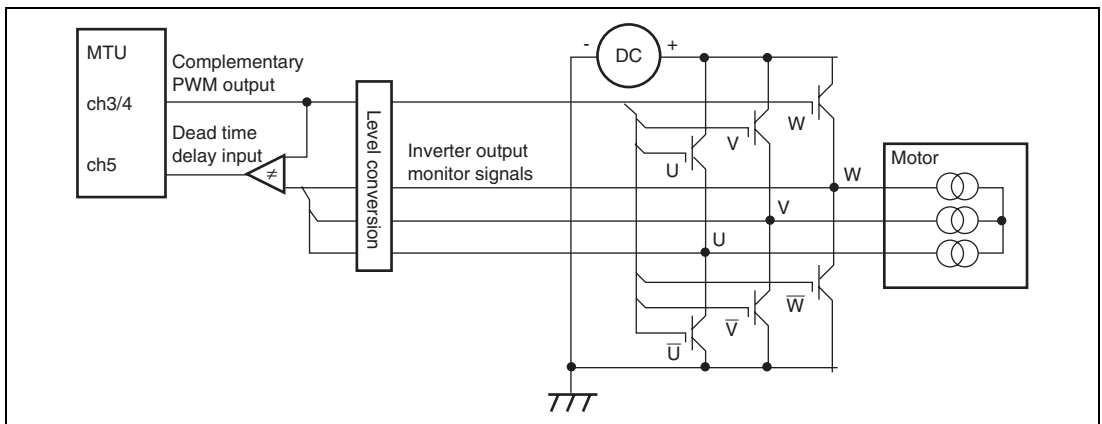 MTU
ch3/4
ch5
Complementary
PWM output
Dead time
delay input
≠
Level conversion
Inverter output
monitor signals
-
DC
+
U
V
W
U
V
W
U̅
V̅
W̅
Motor